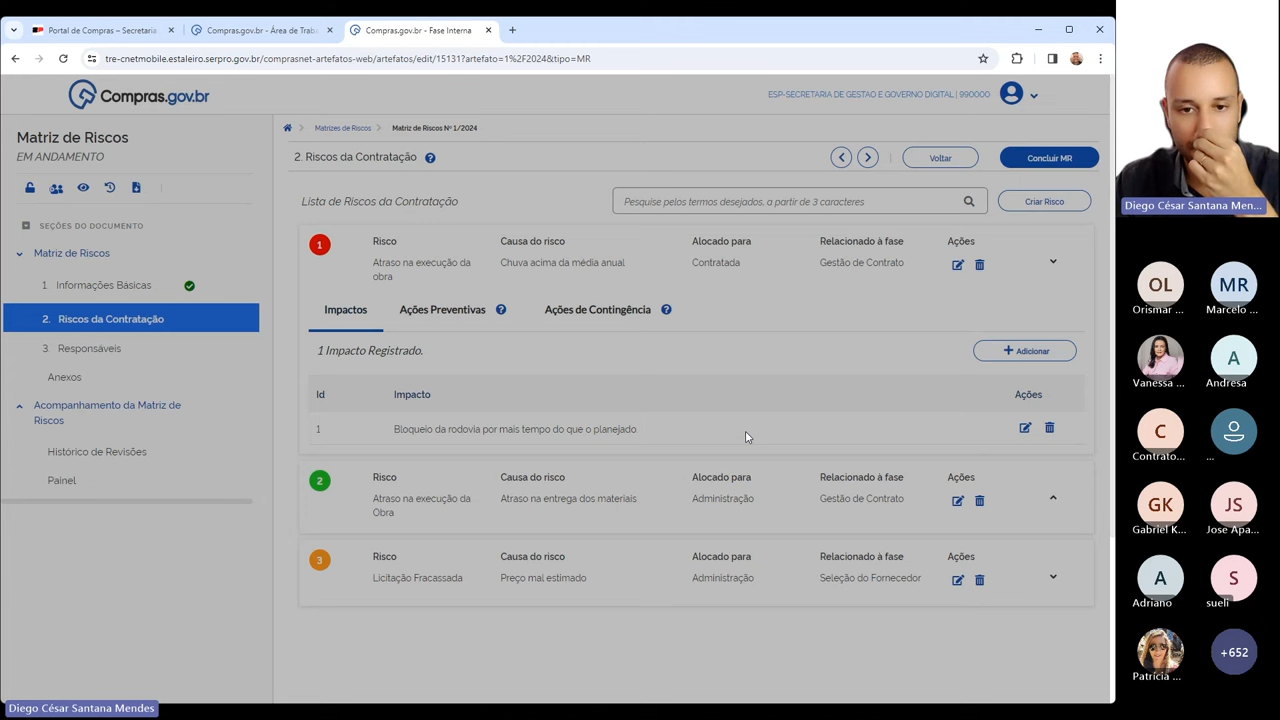 Portal de Compras – Secretaria
Compras.gov.br - Área de Traba
Compras.gov.br - Fase Interna
tre-cnetmobile.estaleiro.serpro.gov.br/comprasnet-artefatos-web/artefatos/edit/15131?artefato=1%2F2024&tipo=MR
Compras.gov.br
ESP-SECRETARIA DE GESTAO E GOVERNO DIGITAL | 990000
Matriz de Riscos
EM ANDAMENTO
SEÇÕES DO DOCUMENTO
Matriz de Riscos
1. Informações Básicas
2. Riscos da Contratação
3. Responsáveis
Anexos
Acompanhamento da Matriz de
Riscos
Histórico de Revisões
Painel
Matrizes de Riscos
Matriz de Riscos Nº 1/2024
2. Riscos da Contratação
Voltar
Concluir MR
Lista de Riscos da Contratação
Pesquise pelos termos desejados, a partir de 3 caracteres
Criar Risco
1
Risco Causa do risco Alocado para Relacionado à fase Ações
Atraso na execução da Chuva acima da média anual Contratada Gestão de Contrato
obra
Impactos Ações Preventivas Ações de Contingência
1 Impacto Registrado.
Adicionar
Id Impacto Ações
1 Bloqueio da rodovia por mais tempo do que o planejado
2
Risco Causa do risco Alocado para Relacionado à fase Ações
Atraso na execução da Atraso na entrega dos materiais Administração Gestão de Contrato
Obra
3
Risco Causa do risco Alocado para Relacionado à fase Ações
Licitação Fracassada Preço mal estimado Administração Seleção do Fornecedor
Diego César Santana Men...
OL MR
Orismar ... Marcelo ...
A
Vanessa ... Andresa
C
Contrato... ...
GK JS
Gabriel K... Jose Apa...
A S
Adriano sueli
+652
Patrícia ...
Diego César Santana Mendes